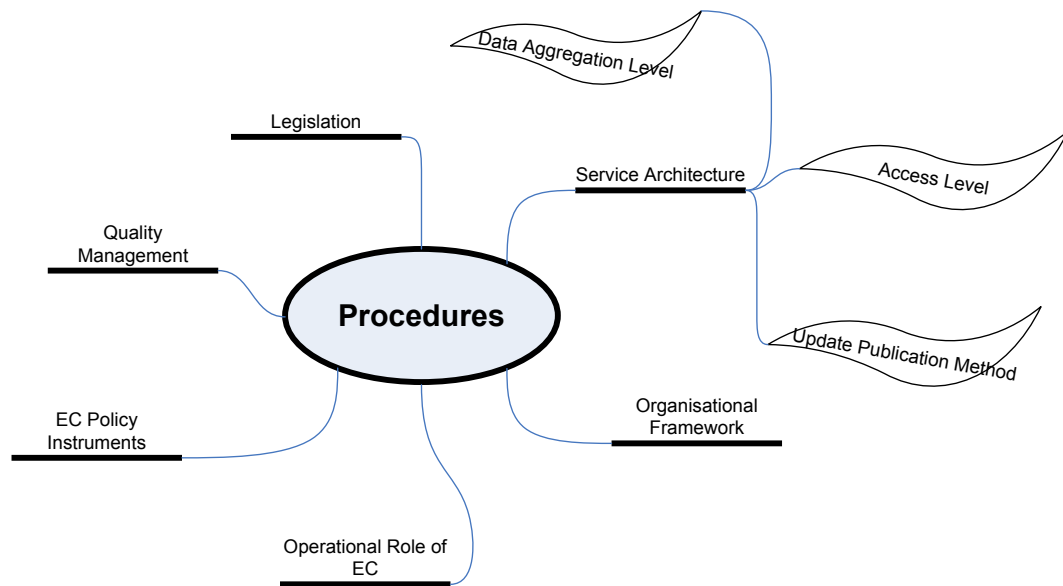 Data Aggregation Level
Legislation
Service Architecture
Access Level
Quality
Management
Procedures
Update Publication Method
Organisational
Framework
EC Policy
Instruments
Operational Role of
EC